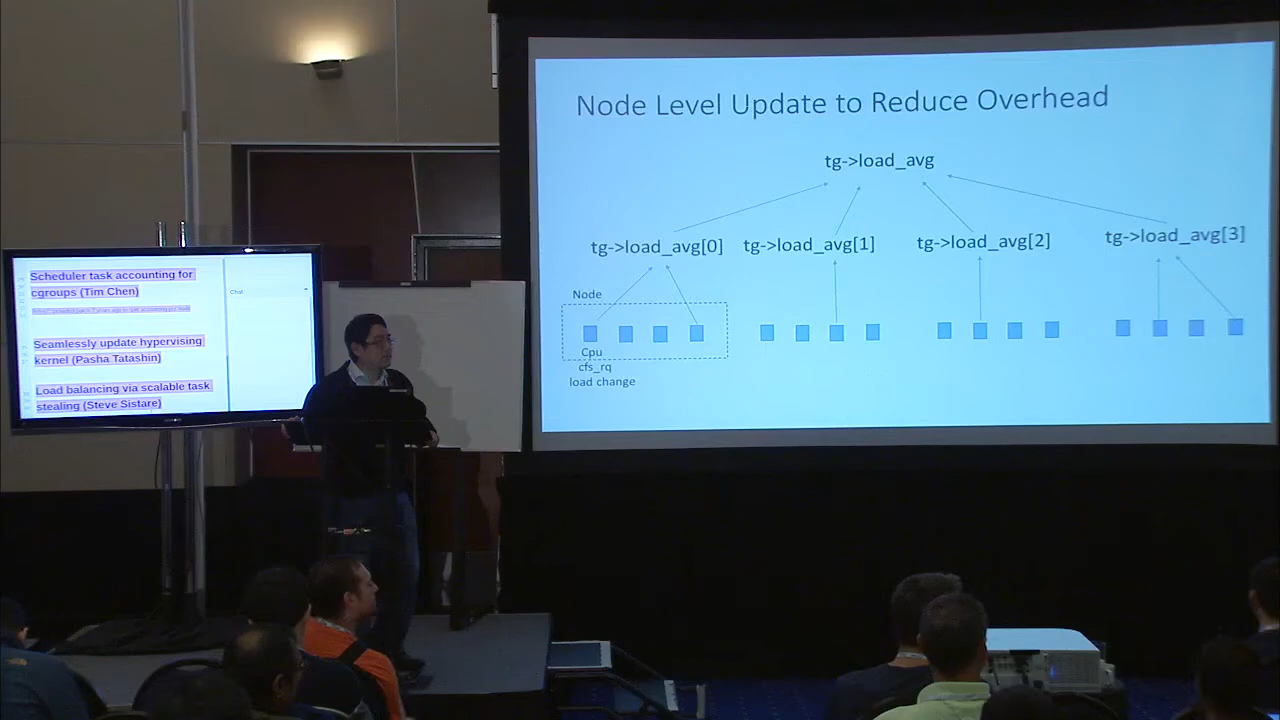 Node Level Update to Reduce Overhead
tg->load_avg
tg->load_avg[0]
tg->load_avg[1]
tg->load_avg[2]
tg->load_avg[3]
Node
Cpu
cfs_rq
load change
Scheduler task accounting for
cgroups (Tim Chen)
Seamlessly update hypervising
kernel (Pasha Tatashin)
Load balancing via scalable task
stealing (Steve Sistare)
Chat